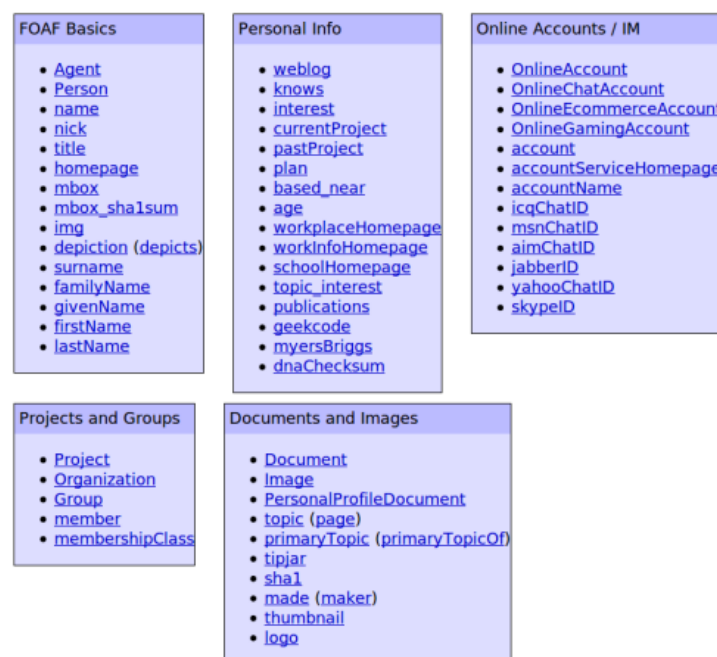 FOAF Basics
Agent
Person
name
nick
title
homepage
mbox
mbox_sha1sum
img
depiction (depicts)
surname
familyName
givenName
firstName
lastName
Personal Info
weblog
knows
interest
currentProject
pastProject
plan
based_near
age
workplaceHomepage
workInfoHomepage
schoolHomepage
topic_interest
publications
geekcode
myersBriggs
dnaChecksum
Online Accounts / IM
OnlineAccount
OnlineChatAccount
OnlineEcommerceAccount
OnlineGamingAccount
account
accountServiceHomepage
accountName
icqChatID
msnChatID
aimChatID
jabberID
yahooChatID
skypeID
Projects and Groups
Project
Organization
Group
member
membershipClass
Documents and Images
Document
Image
PersonalProfileDocument
topic (page)
primaryTopic (primaryTopicOf)
tipjar
sha1
made (maker)
thumbnail
logo